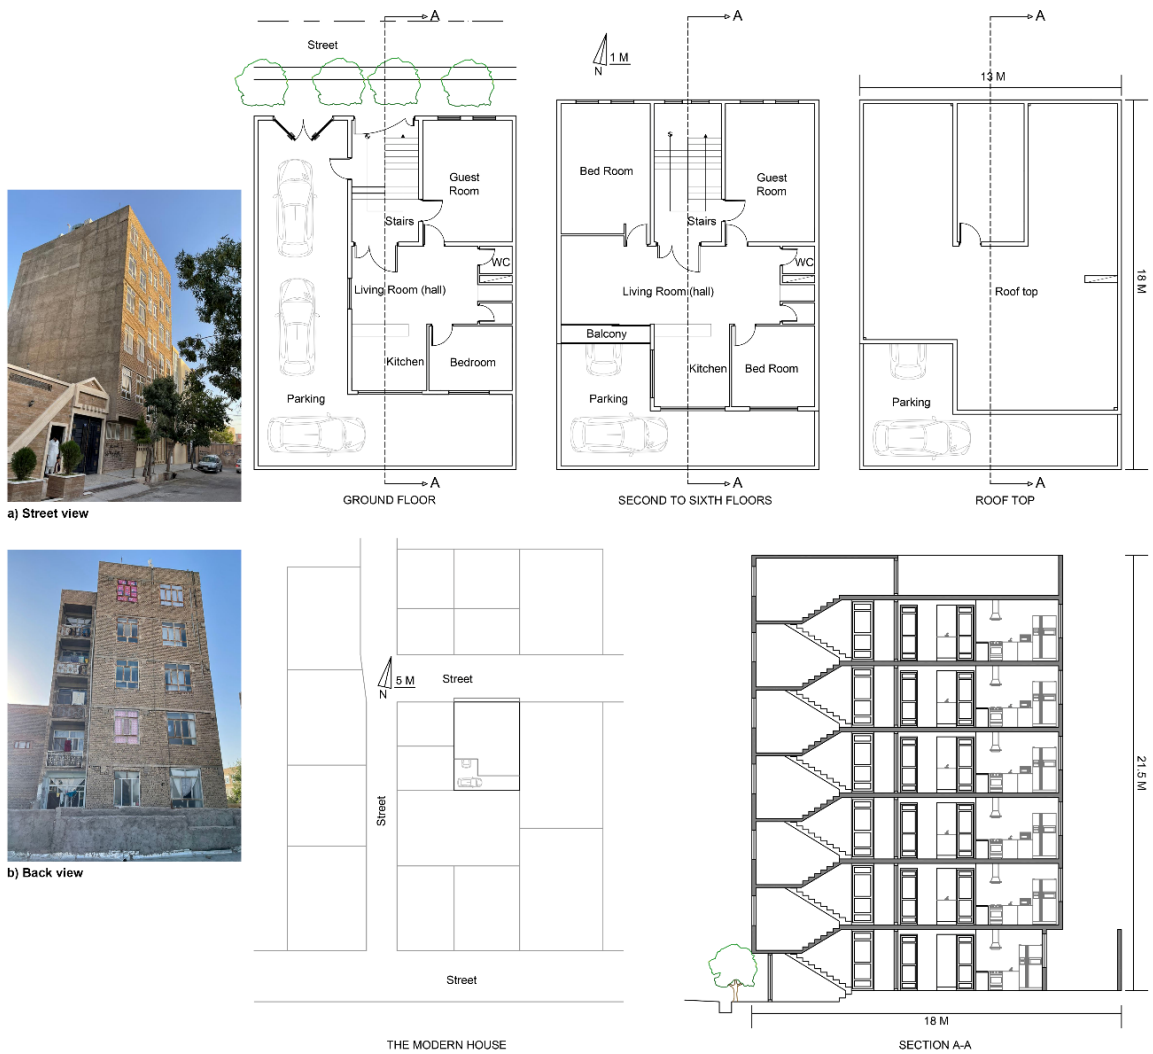 A
A
A
Street
1 M
N
13 M
Bed Room
Guest
Room
Guest
Room
Stairs
Stairs
WC
WC
Living Room (hall)
Living Room (hall)
Roof top
18 M
Balcony
Kitchen
Bedroom
Kitchen
Bed Room
Parking
Parking
Parking
A
A
A
GROUND FLOOR
SECOND TO SIXTH FLOORS
ROOF TOP
a) Street view
5 M
N
Street
Street
Street
21.5 M
b) Back view
18 M
THE MODERN HOUSE
SECTION A-A